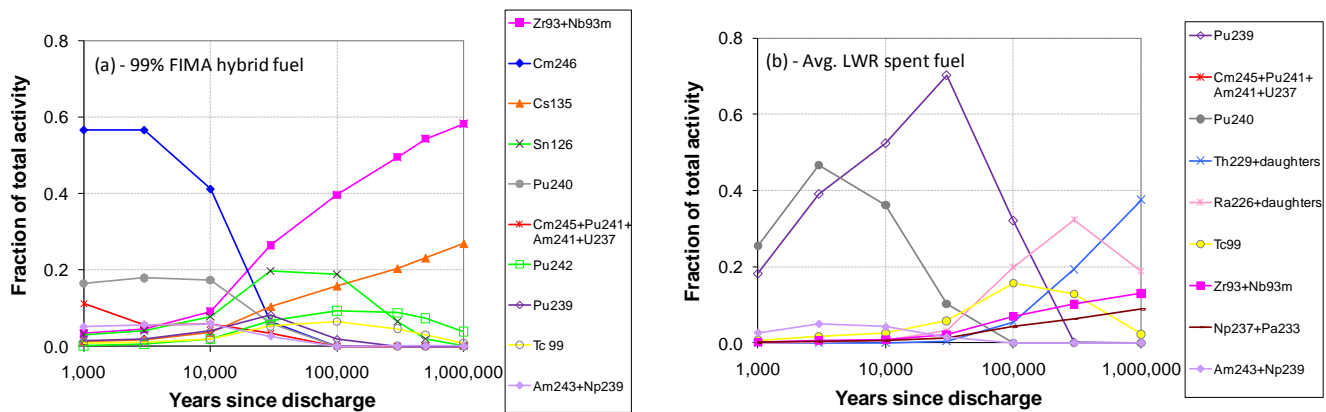 (a) - 99% FIMA hybrid fuel
Fraction of total activity
0.8
0.6
0.4
0.2
0.0
1,000
10,000
100,000
1,000,000
Years since discharge
Zr93+Nb93m
Cm246
Cs135
Sn126
Pu240
Cm245+Pu241+
Am241+U237
Pu242
Pu239
Tc 99
Am243+Np239
(b) - Avg. LWR spent fuel
Fraction of total activity
0.8
0.6
0.4
0.2
0.0
1,000
10,000
100,000
1,000,000
Years since discharge
Pu239
Cm245+Pu241+
Am241+U237
Pu240
Th229+daughters
Ra226+daughters
Tc99
Zr93+Nb93m
Np237+Pa233
Am243+Np239